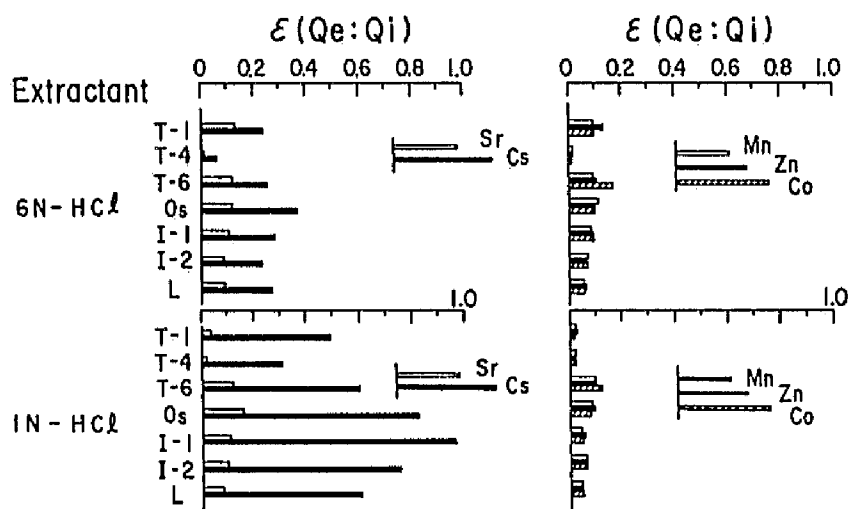 ℰ (Qe:Qi) ℰ (Qe:Qi)
0 0.2 0.4 0.6 0.8 1.0 0 0.2 0.4 0.6 0.8 1.0
Extractant
T-1 Sr Mn
T-4 Cs Zn
T-6 Co
6N-HCℓ Os
I-1
I-2
L 1.0 1.0
T-1
T-4 Sr Mn
T-6 Cs Zn
1N-HCℓ Os Co
I-1
I-2
L